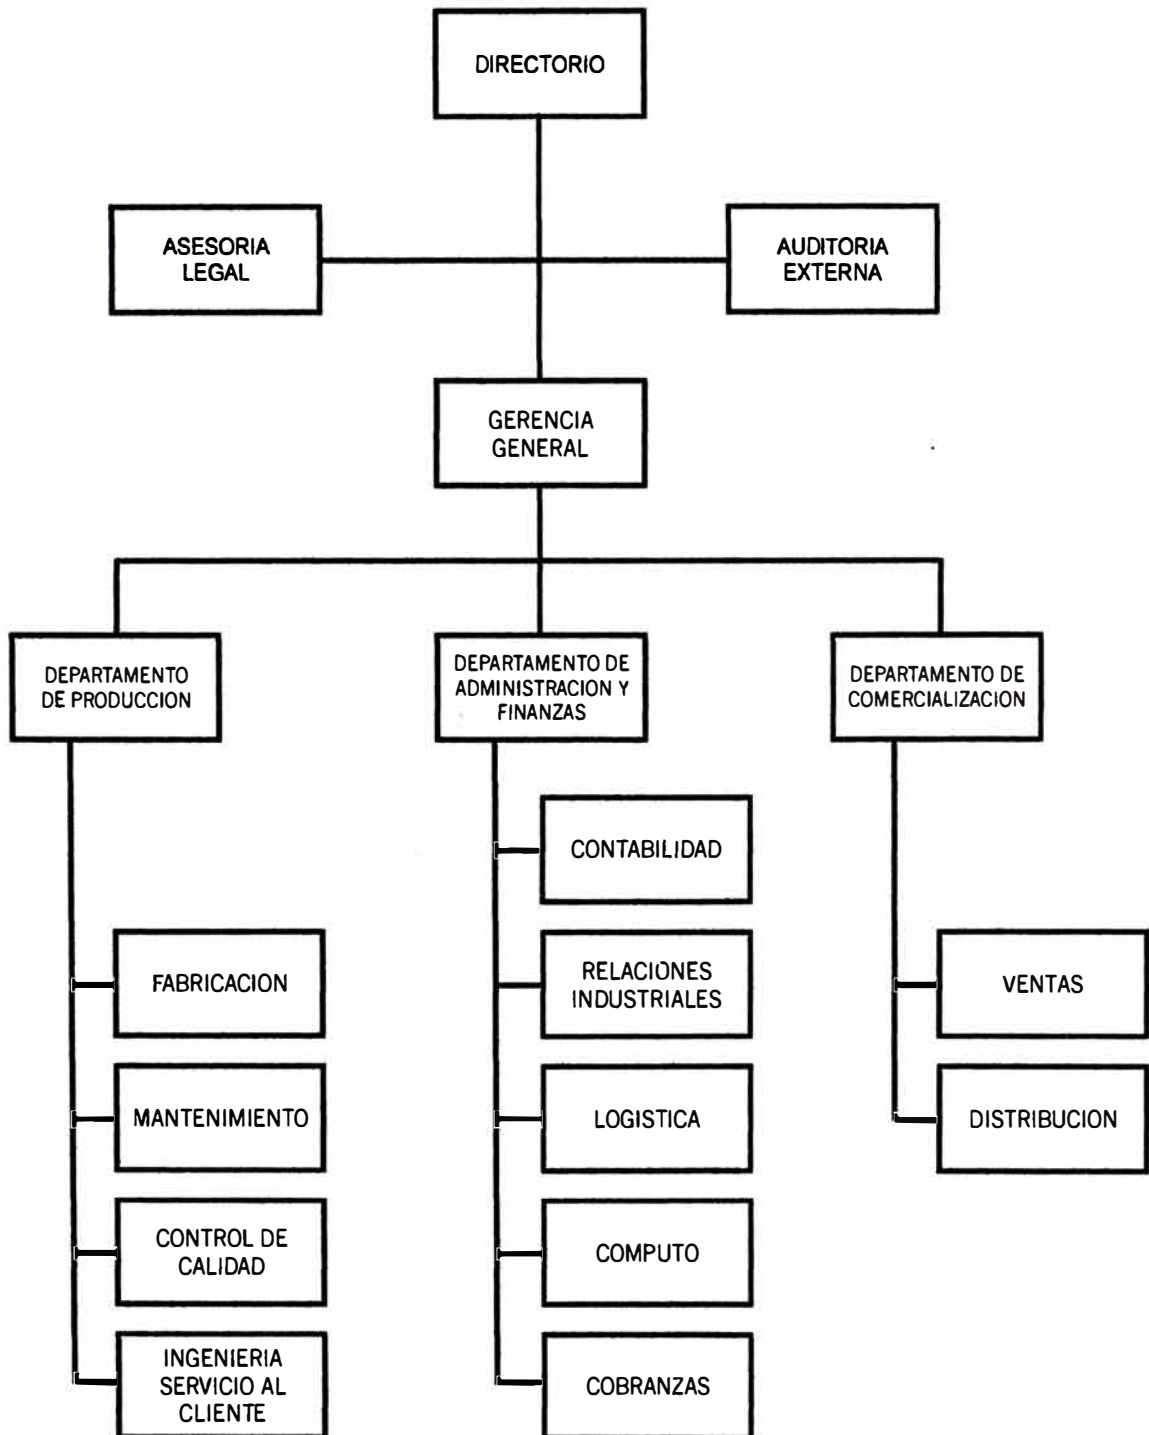 DIRECTORIO
ASESORIA
LEGAL
AUDITORIA
EXTERNA
GERENCIA
GENERAL
DEPARTAMENTO
DE PRODUCCION
DEPARTAMENTO DE
ADMINISTRACION Y
FINANZAS
DEPARTAMENTO DE
COMERCIALIZACION
FABRICACION
MANTENIMIENTO
CONTROL DE
CALIDAD
INGENIERIA
SERVICIO AL
CLIENTE
CONTABILIDAD
RELACIONES
INDUSTRIALES
LOGISTICA
COMPUTO
COBRANZAS
VENTAS
DISTRIBUCION